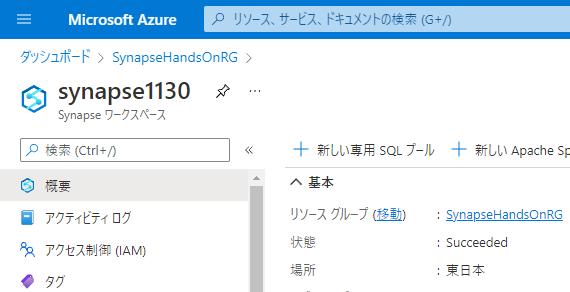 Microsoft Azure
リソース、サービス、ドキュメントの検索 (G+/)
ダッシュボード > SynapseHandsOnRG >
synapse1130
Synapse ワークスペース
検索 (Ctrl+/)
«
+ 新しい専用 SQL プール + 新しい Apache Sp
概要
アクティビティ ログ
アクセス制御 (IAM)
タグ
基本
リソース グループ (移動) : SynapseHandsOnRG
状態 : Succeeded
場所 : 東日本